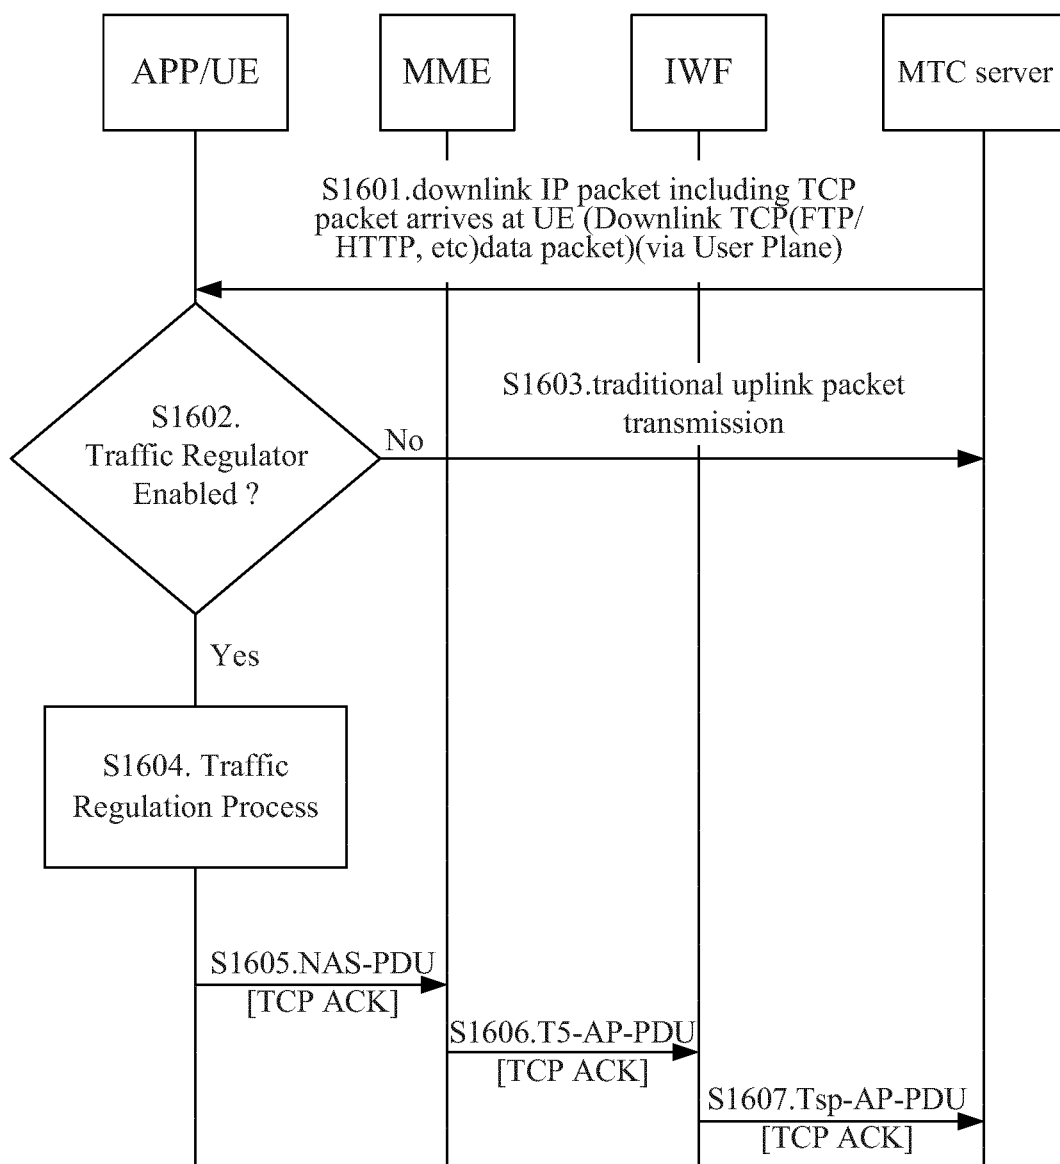 APP/UE
MME
IWF
MTC server
S1601.downlink IP packet including TCP
packet arrives at UE (Downlink TCP(FTP/
HTTP, etc)data packet)(via User Plane)
S1602.
Traffic Regulator
Enabled ?
No
S1603.traditional uplink packet
transmission
Yes
S1604. Traffic
Regulation Process
S1605.NAS-PDU
[TCP ACK]
S1606.T5-AP-PDU
[TCP ACK]
S1607.Tsp-AP-PDU
[TCP ACK]